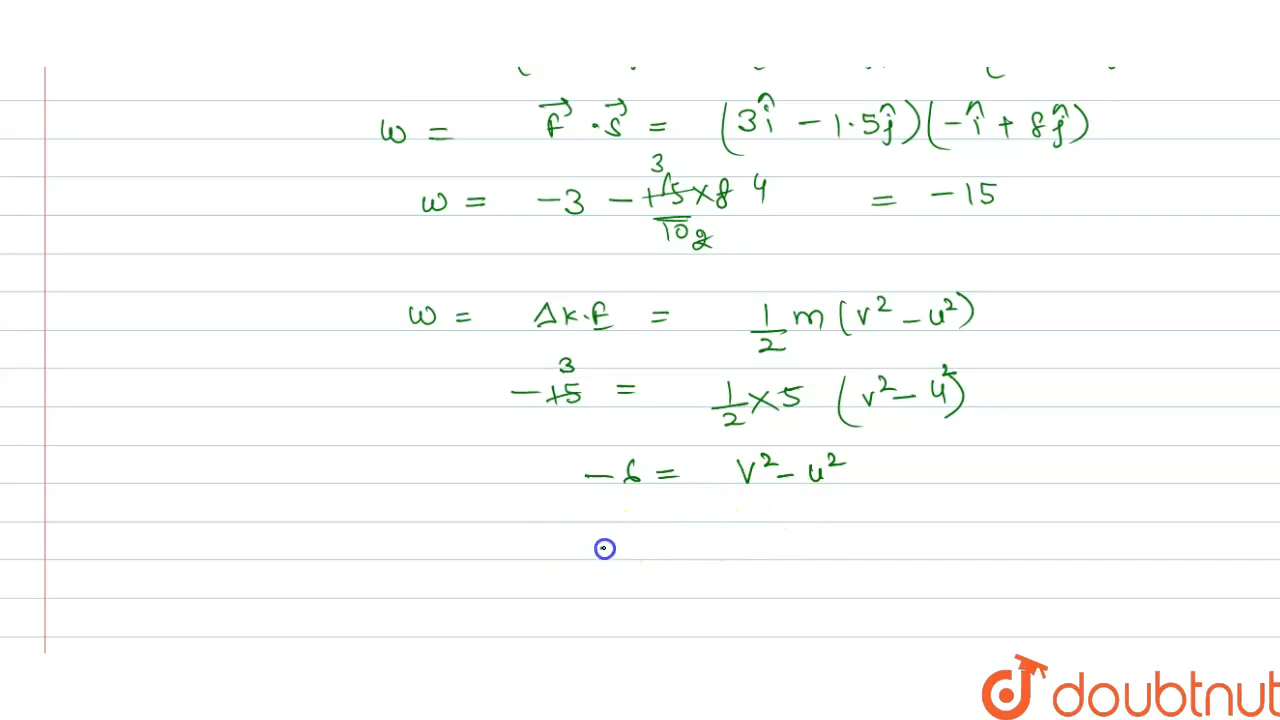 w = F⃗ · s⃗ = (3î − 1.5ĵ)(−î + 8ĵ)
w = −3 − 15×8/10 3 4 2 = −15
w = Δk.E = 1/2 m (v² − u²)
−15 3 = 1/2 × 5 (v² − u²)
−6 = v² − u²
doubtnut